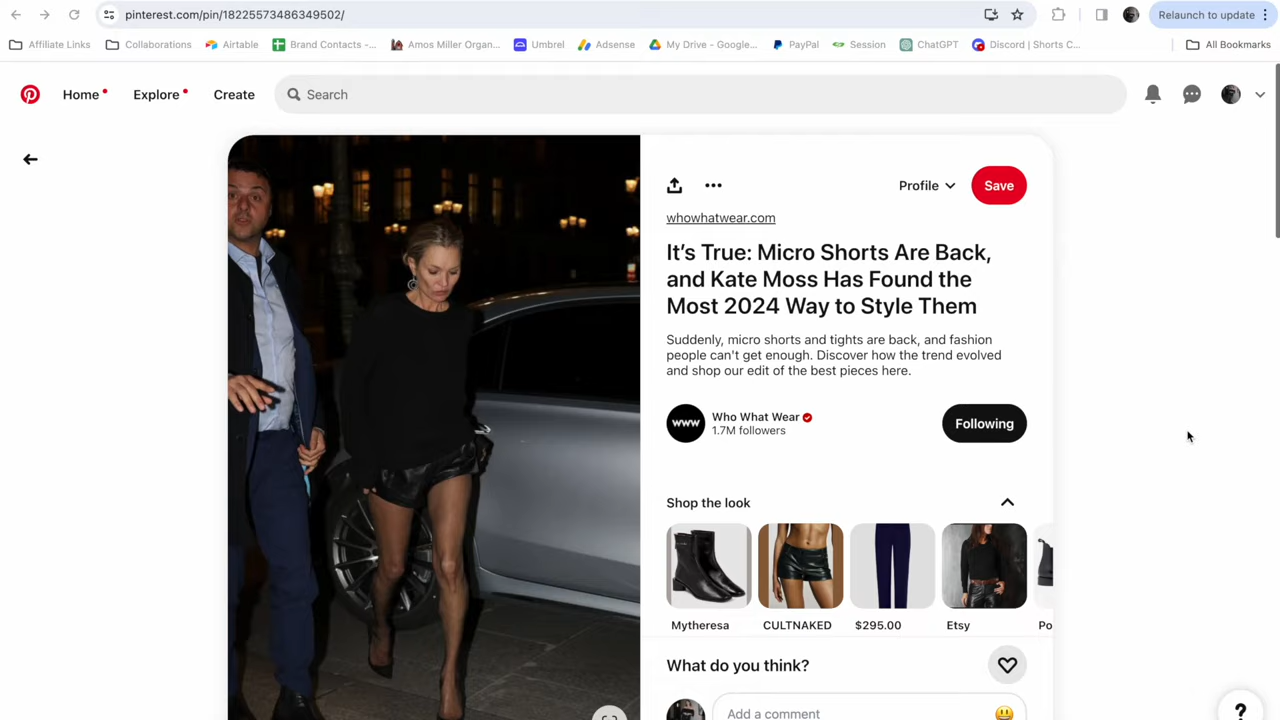 pinterest.com/pin/18225573486349502/
Relaunch to update
Affiliate Links
Collaborations
Airtable
Brand Contacts -...
Amos Miller Organ...
Umbrel
Adsense
My Drive - Google...
PayPal
Session
ChatGPT
Discord | Shorts C...
All Bookmarks
Home
Explore
Create
Search
Profile
Save
whowhatwear.com
It’s True: Micro Shorts Are Back,
and Kate Moss Has Found the
Most 2024 Way to Style Them
Suddenly, micro shorts and tights are back, and fashion
people can't get enough. Discover how the trend evolved
and shop our edit of the best pieces here.
WWW
Who What Wear
1.7M followers
Following
Shop the look
Mytheresa
CULTNAKED
$295.00
Etsy
Po
What do you think?
Add a comment
?